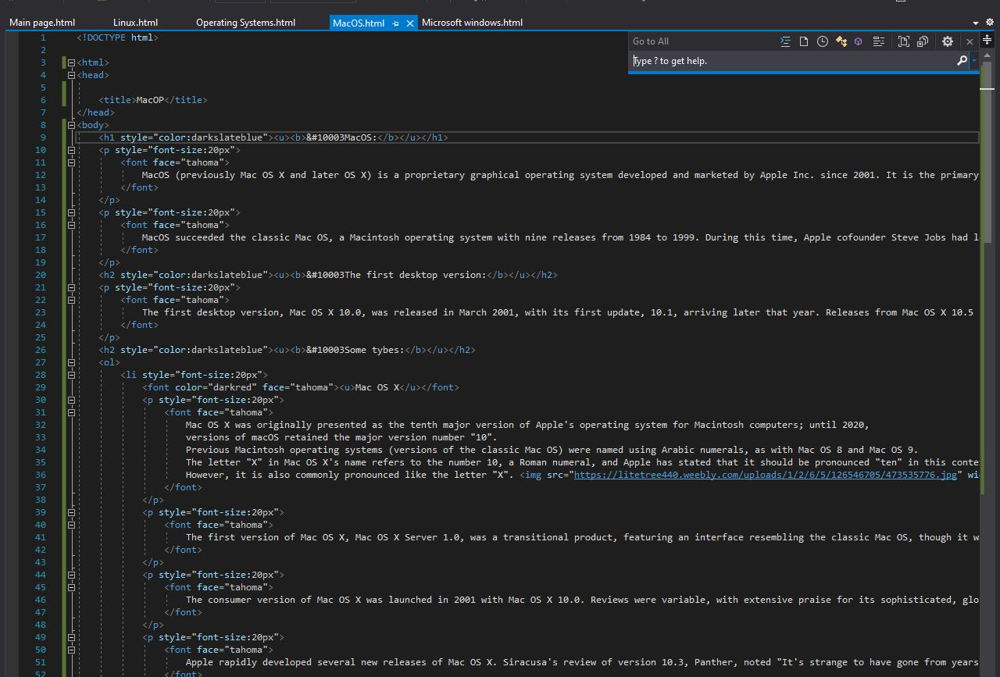 Main page.html Linux.html Operating Systems.html MacOS.html Microsoft windows.html
Go to All
Type ? to get help.
1 <!DOCTYPE html>
2
3 <html>
4 <head>
5
6 <title>MacOP</title>
7 </head>
8 <body>
9 <h1 style="color:darkslateblue"><u><b>&#10003MacOS:</b></u></h1>
10 <p style="font-size:20px">
11 <font face="tahoma">
12 MacOS (previously Mac OS X and later OS X) is a proprietary graphical operating system developed and marketed by Apple Inc. since 2001. It is the primary
13 </font>
14 </p>
15 <p style="font-size:20px">
16 <font face="tahoma">
17 MacOS succeeded the classic Mac OS, a Macintosh operating system with nine releases from 1984 to 1999. During this time, Apple cofounder Steve Jobs had l
18 </font>
19 </p>
20 <h2 style="color:darkslateblue"><u><b>&#10003The first desktop version:</b></u></h2>
21 <p style="font-size:20px">
22 <font face="tahoma">
23 The first desktop version, Mac OS X 10.0, was released in March 2001, with its first update, 10.1, arriving later that year. Releases from Mac OS X 10.5
24 </font>
25 </p>
26 <h2 style="color:darkslateblue"><u><b>&#10003Some tybes:</b></u></h2>
27 <ol>
28 <li style="font-size:20px">
29 <font color="darkred" face="tahoma"><u>Mac OS X</u></font>
30 <p style="font-size:20px">
31 <font face="tahoma">
32 Mac OS X was originally presented as the tenth major version of Apple's operating system for Macintosh computers; until 2020,
33 versions of macOS retained the major version number "10".
34 Previous Macintosh operating systems (versions of the classic Mac OS) were named using Arabic numerals, as with Mac OS 8 and Mac OS 9.
35 The letter "X" in Mac OS X's name refers to the number 10, a Roman numeral, and Apple has stated that it should be pronounced "ten" in this conte
36 However, it is also commonly pronounced like the letter "X". <img src="https://litetree440.weebly.com/uploads/1/2/6/5/126546705/473535776.jpg" wi
37 </font>
38 </p>
39 <p style="font-size:20px">
40 <font face="tahoma">
41 The first version of Mac OS X, Mac OS X Server 1.0, was a transitional product, featuring an interface resembling the classic Mac OS, though it w
42 </font>
43 </p>
44 <p style="font-size:20px">
45 <font face="tahoma">
46 The consumer version of Mac OS X was launched in 2001 with Mac OS X 10.0. Reviews were variable, with extensive praise for its sophisticated, glo
47 </font>
48 </p>
49 <p style="font-size:20px">
50 <font face="tahoma">
51 Apple rapidly developed several new releases of Mac OS X. Siracusa's review of version 10.3, Panther, noted "It's strange to have gone from years
52 </font>